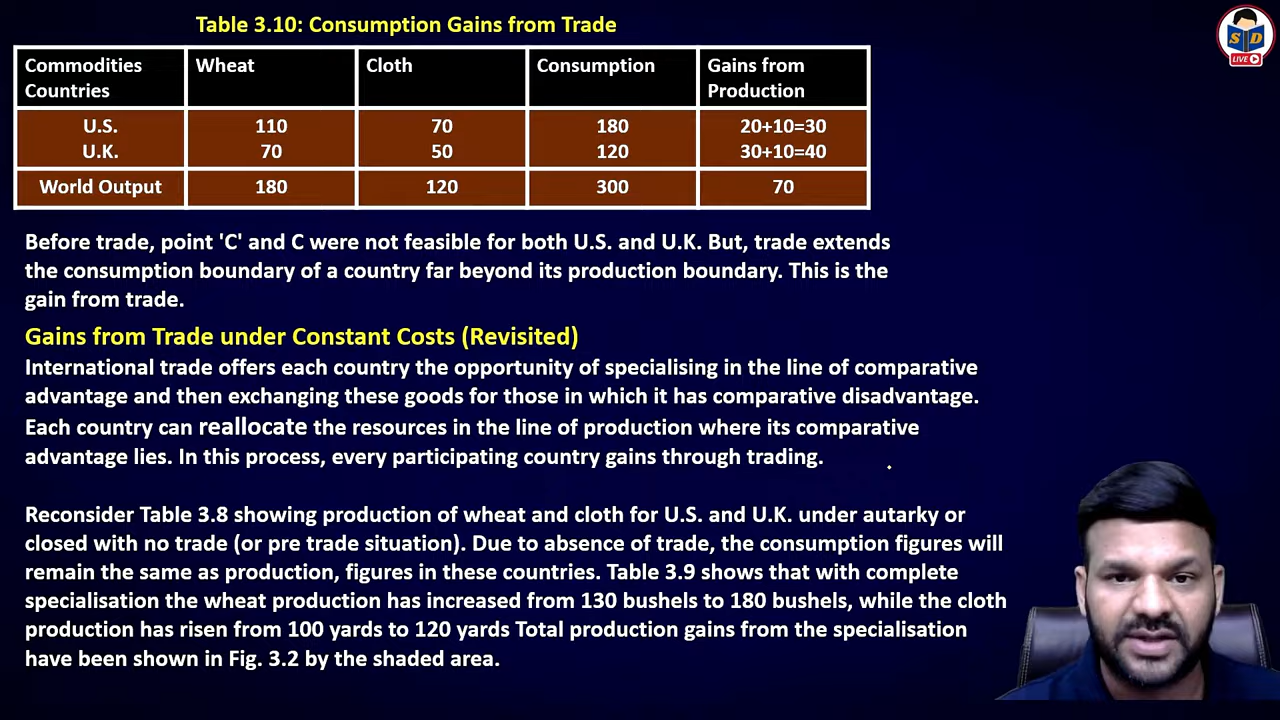 Table 3.10: Consumption Gains from Trade
Commodities Countries Wheat Cloth Consumption Gains from Production
U.S. 110 70 180 20+10=30
U.K. 70 50 120 30+10=40
World Output 180 120 300 70
Before trade, point 'C' and C were not feasible for both U.S. and U.K. But, trade extends
the consumption boundary of a country far beyond its production boundary. This is the
gain from trade.
Gains from Trade under Constant Costs (Revisited)
International trade offers each country the opportunity of specialising in the line of comparative
advantage and then exchanging these goods for those in which it has comparative disadvantage.
Each country can reallocate the resources in the line of production where its comparative
advantage lies. In this process, every participating country gains through trading.
Reconsider Table 3.8 showing production of wheat and cloth for U.S. and U.K. under autarky or
closed with no trade (or pre trade situation). Due to absence of trade, the consumption figures will
remain the same as production, figures in these countries. Table 3.9 shows that with complete
specialisation the wheat production has increased from 130 bushels to 180 bushels, while the cloth
production has risen from 100 yards to 120 yards Total production gains from the specialisation
have been shown in Fig. 3.2 by the shaded area.
S D
LIVE